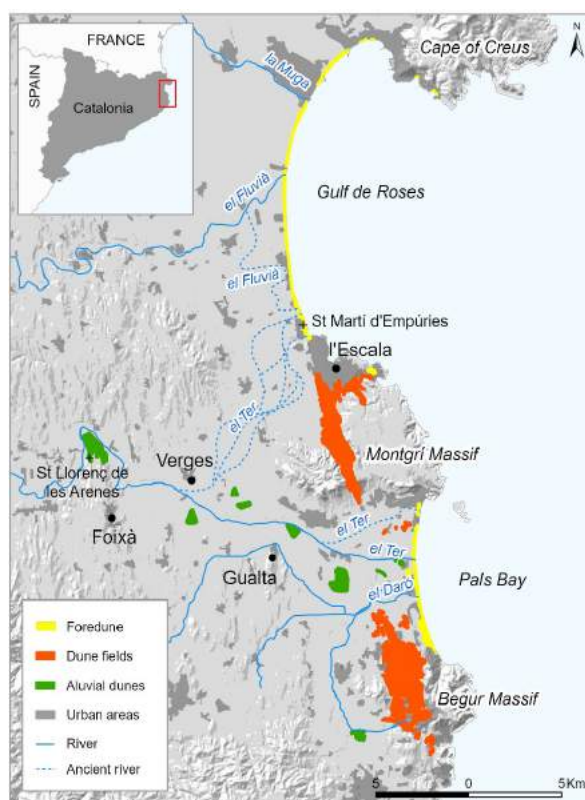 FRANCE
SPAIN
Catalonia
N
Cape of Creus
la Muga
Gulf de Roses
el Fluvià
el Fluvià
St Martí d'Empúries
l'Escala
el Ter
Verges
Montgrí Massif
St Llorenç de
les Arenes
Foixà
el Ter
el Ter
Gualta
el Daró
Pals Bay
Begur Massif
Foredune
Dune fields
Aluvial dunes
Urban areas
River
Ancient river
5 0 5Km